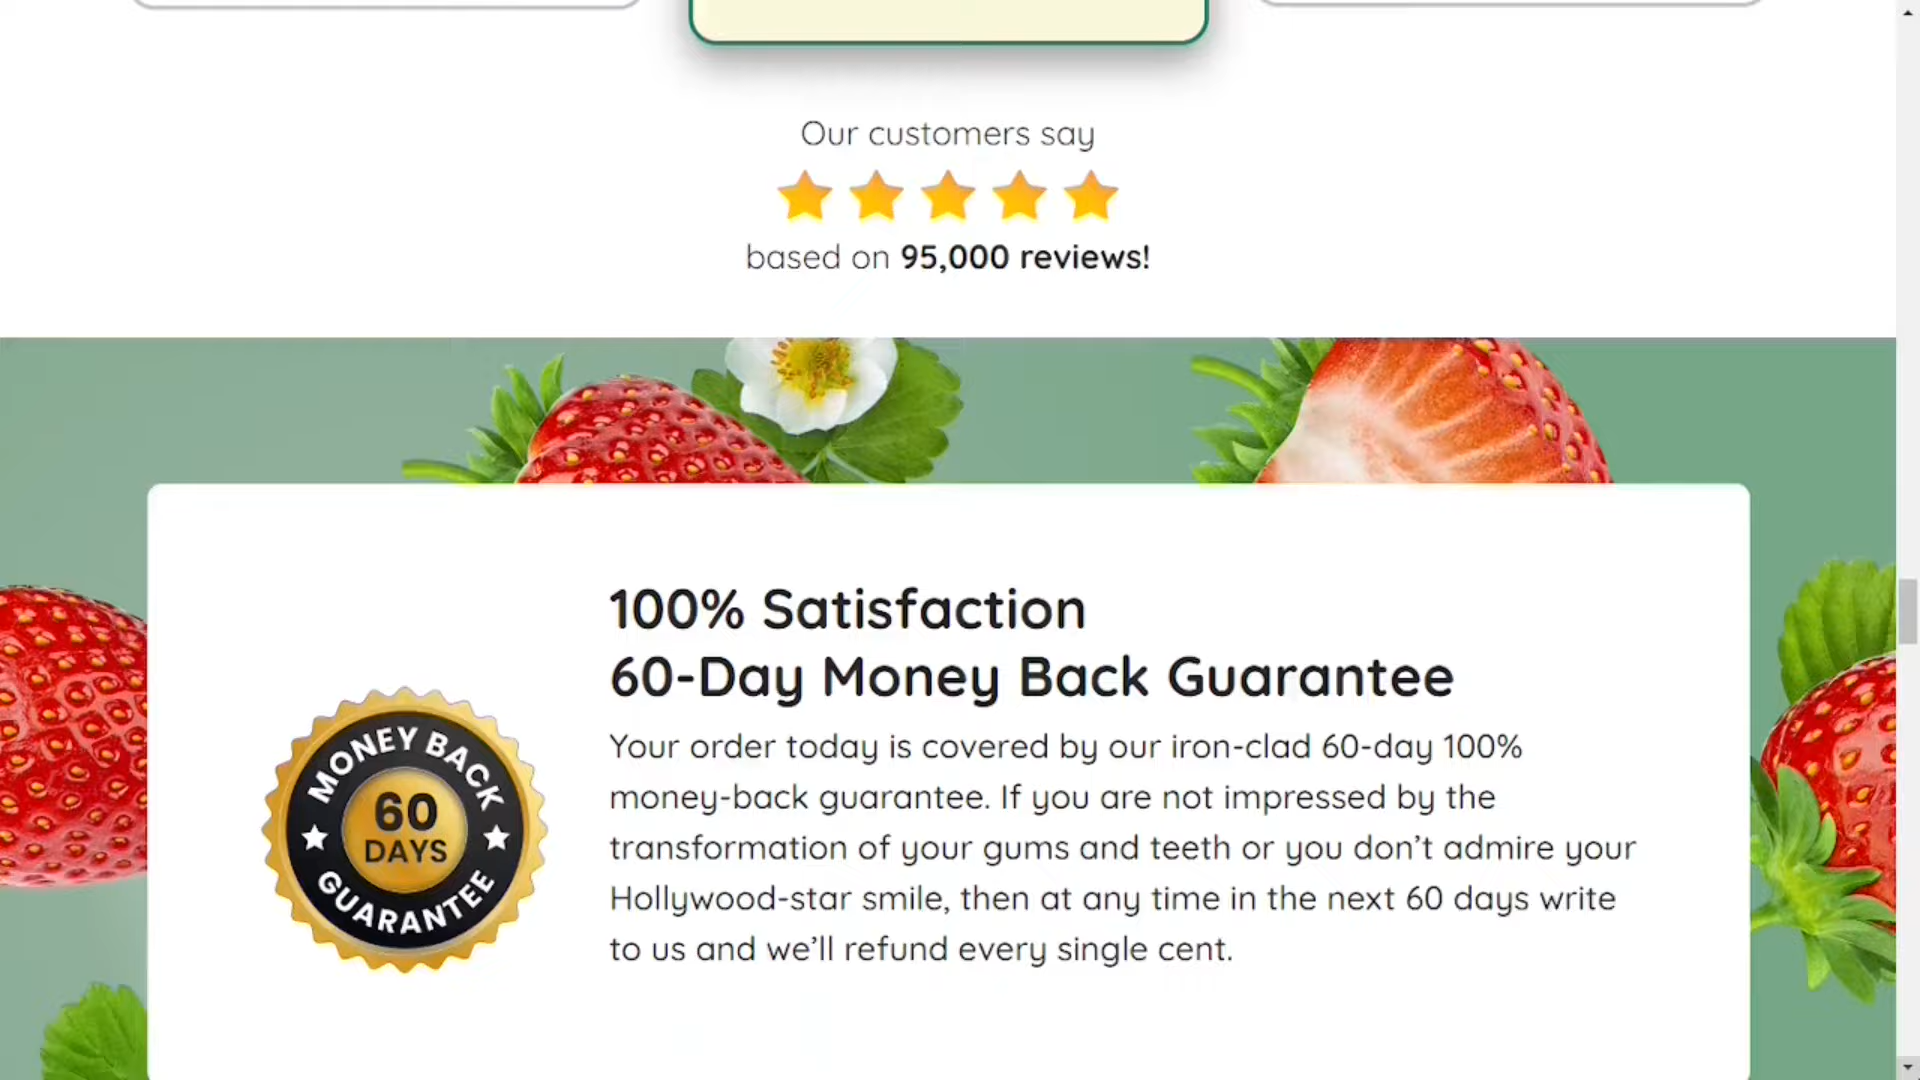 Our customers say
based on 95,000 reviews!
100% Satisfaction
60-Day Money Back Guarantee
Your order today is covered by our iron-clad 60-day 100%
money-back guarantee. If you are not impressed by the
transformation of your gums and teeth or you don’t admire your
Hollywood-star smile, then at any time in the next 60 days write
to us and we’ll refund every single cent.
MONEY BACK
60
DAYS
GUARANTEE